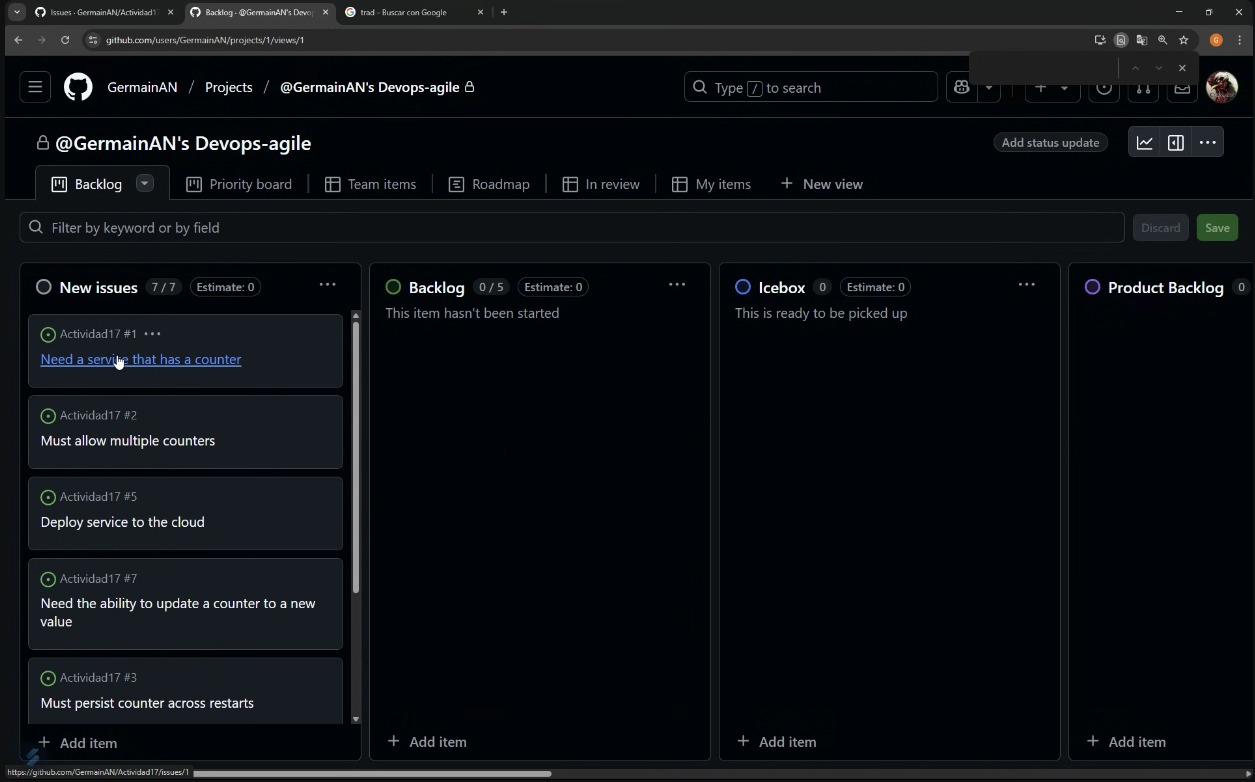 Issues · GermainAN/Actividad17
Backlog · @GermainAN's Devo
trad - Buscar con Google
github.com/users/GermainAN/projects/1/views/1
G
GermainAN / Projects / @GermainAN's Devops-agile
Type / to search
@GermainAN's Devops-agile
Add status update
Backlog
Priority board
Team items
Roadmap
In review
My items
New view
Filter by keyword or by field
Discard
Save
New issues 7 / 7 Estimate: 0
Actividad17 #1
Need a service that has a counter
Actividad17 #2
Must allow multiple counters
Actividad17 #5
Deploy service to the cloud
Actividad17 #7
Need the ability to update a counter to a new
value
Actividad17 #3
Must persist counter across restarts
Add item
Backlog 0 / 5 Estimate: 0
This item hasn't been started
Add item
Icebox 0 Estimate: 0
This is ready to be picked up
Add item
Product Backlog 0
Add item
https://github.com/GermainAN/Actividad17/issues/1